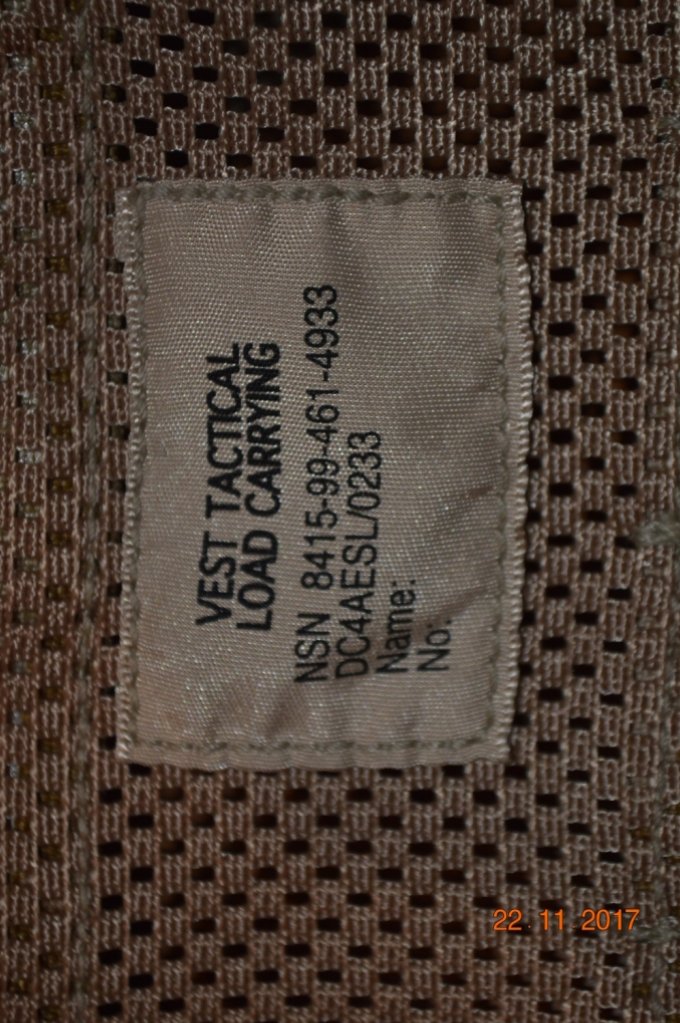 VEST TACTICAL
LOAD CARRYING
NSN 8415-99-461-4933
DC4AESL/0233
Name:
No:
22 11 2017